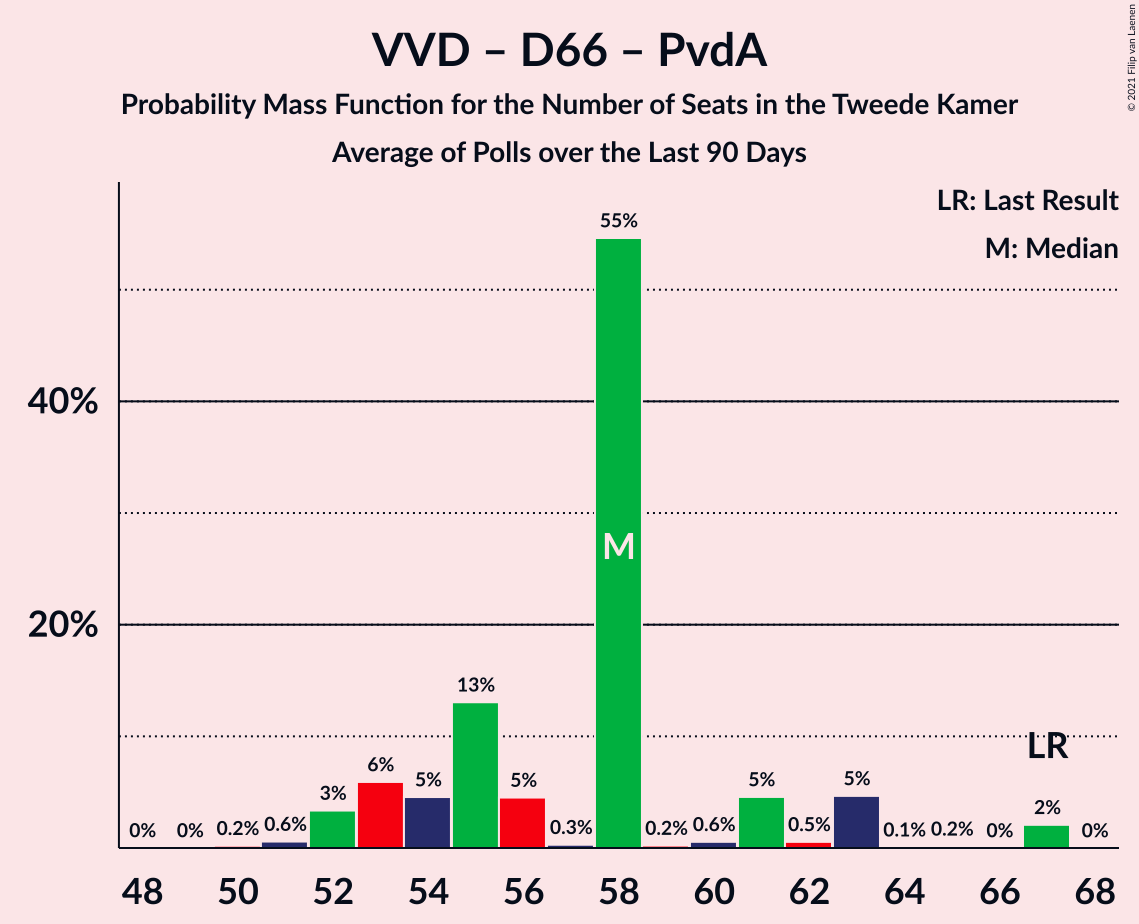 VVD – D66 – PvdA
Probability Mass Function for the Number of Seats in the Tweede Kamer
Average of Polls over the Last 90 Days
© 2021 Filip van Laenen
LR: Last Result
M: Median
55%
40%
M
20%
13%
LR
6%
5%
5%
5%
5%
3%
2%
0%
0%
0.2%
0.6%
0.3%
0.2%
0.6%
0.5%
0.1%
0.2%
0%
0%
48 50 52 54 56 58 60 62 64 66 68